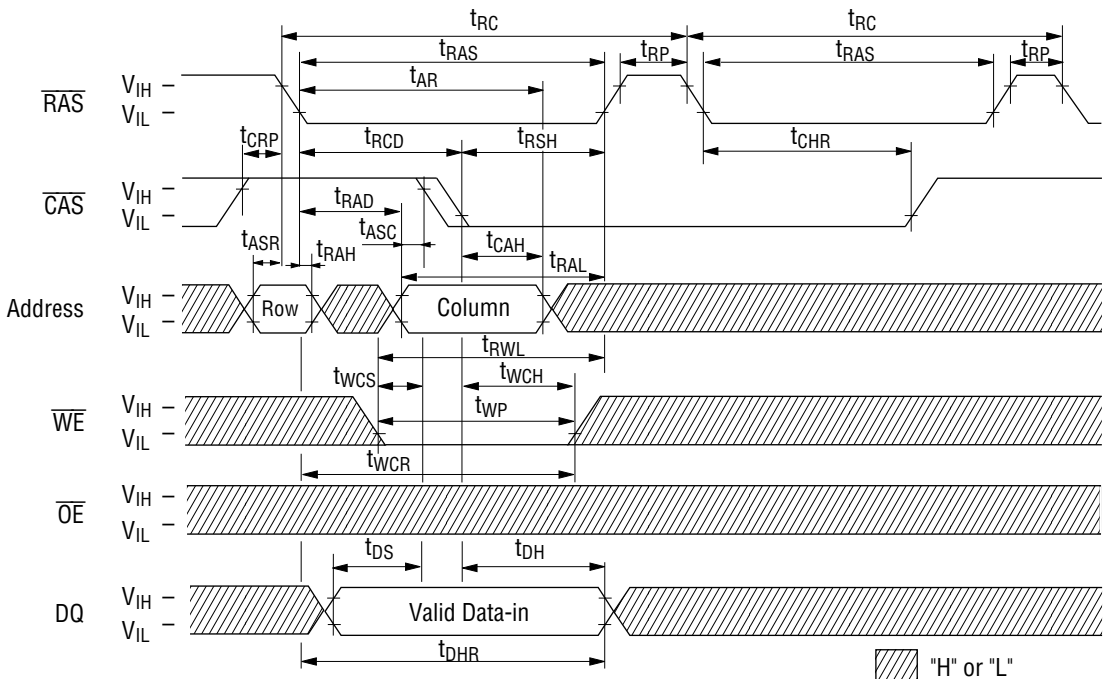 tRC tRC
tRAS tRP tRAS tRP
tAR
RAS VIH
VIL
tCRP tRCD tRSH tCHR
CAS VIH
VIL
tRAD
tASC
tASR tRAH tCAH tRAL
Address VIH Row Column
VIL
tRWL
tWCS tWCH
tWP
WE VIH
VIL
tWCR
OE VIH
VIL
tDS tDH
DQ VIH Valid Data-in
VIL
tDHR
"H" or "L"